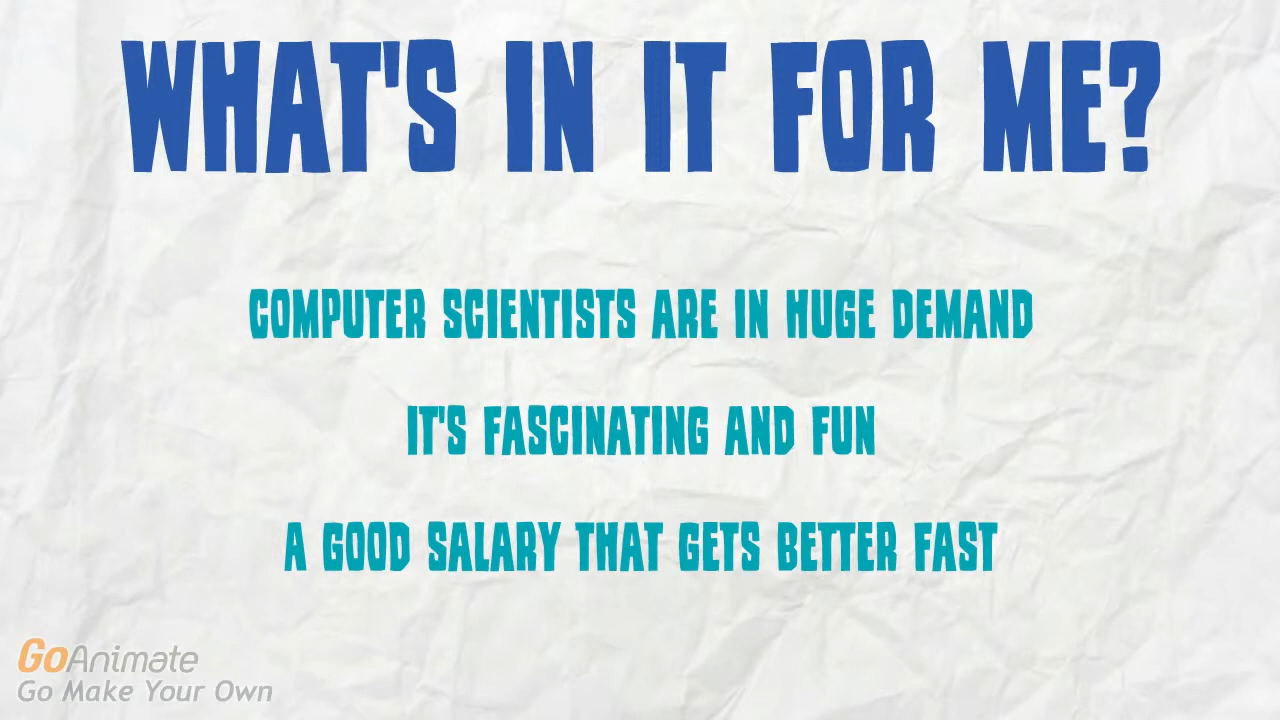 WHAT'S IN IT FOR ME?
COMPUTER SCIENTISTS ARE IN HUGE DEMAND
IT'S FASCINATING AND FUN
A GOOD SALARY THAT GETS BETTER FAST
GoAnimate
Go Make Your Own